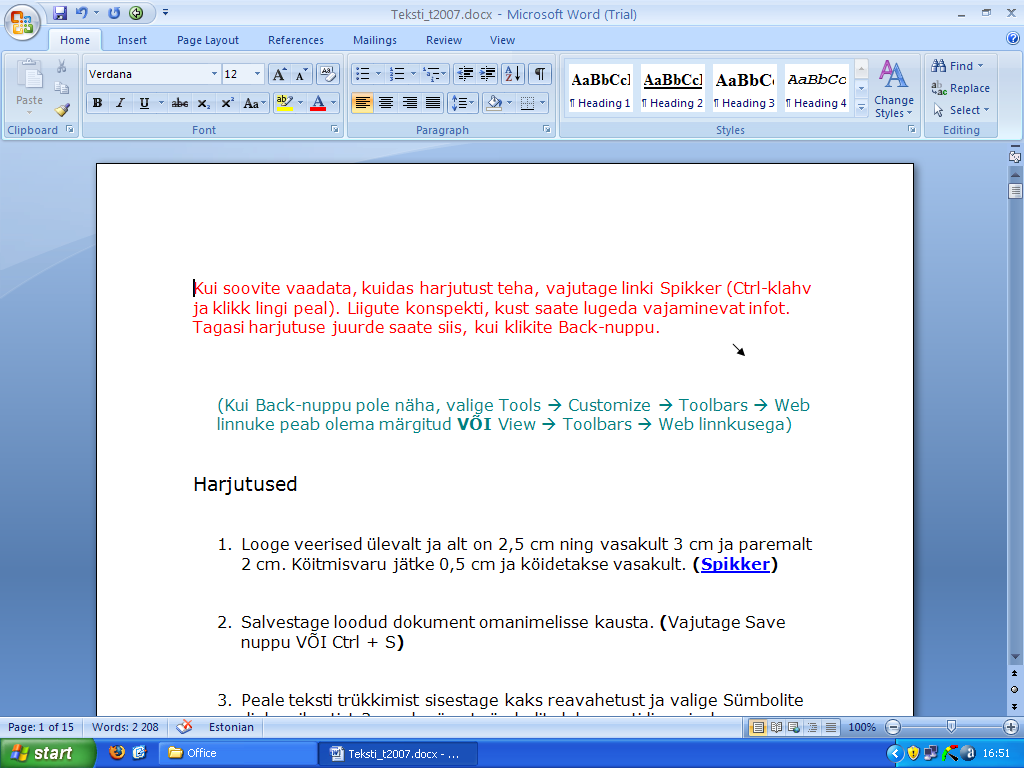 Teksti_t2007.docx - Microsoft Word (Trial)
Home Insert Page Layout References Mailings Review View
Paste
Clipboard
Verdana 12
B I U abe x₂ x² Aa ab A
Font
Paragraph
AaBbCcI AaBbCcI AaBbC AaBbCc
¶ Heading 1 ¶ Heading 2 ¶ Heading 3 ¶ Heading 4
Change Styles
Styles
Find
Replace
Select
Editing
Kui soovite vaadata, kuidas harjutust teha, vajutage linki Spikker (Ctrl-klahv
ja klikk lingi peal). Liigute konspekti, kust saate lugeda vajaminevat infot.
Tagasi harjutuse juurde saate siis, kui klikite Back-nuppu.
(Kui Back-nuppu pole näha, valige Tools → Customize → Toolbars → Web
linnuke peab olema märgitud VÕI View → Toolbars → Web linnkusega)
Harjutused
1. Looge veerised ülevalt ja alt on 2,5 cm ning vasakult 3 cm ja paremalt
2 cm. Köitmisvaru jätke 0,5 cm ja köidetakse vasakult. (Spikker)
2. Salvestage loodud dokument omanimelisse kausta. (Vajutage Save
nuppu VÕI Ctrl + S)
3. Peale teksti trükkimist sisestage kaks reavahetust ja valige Sümbolite
Page: 1 of 15 Words: 2 208 Estonian 100%
start Office Teksti_t2007.docx - ... 16:51